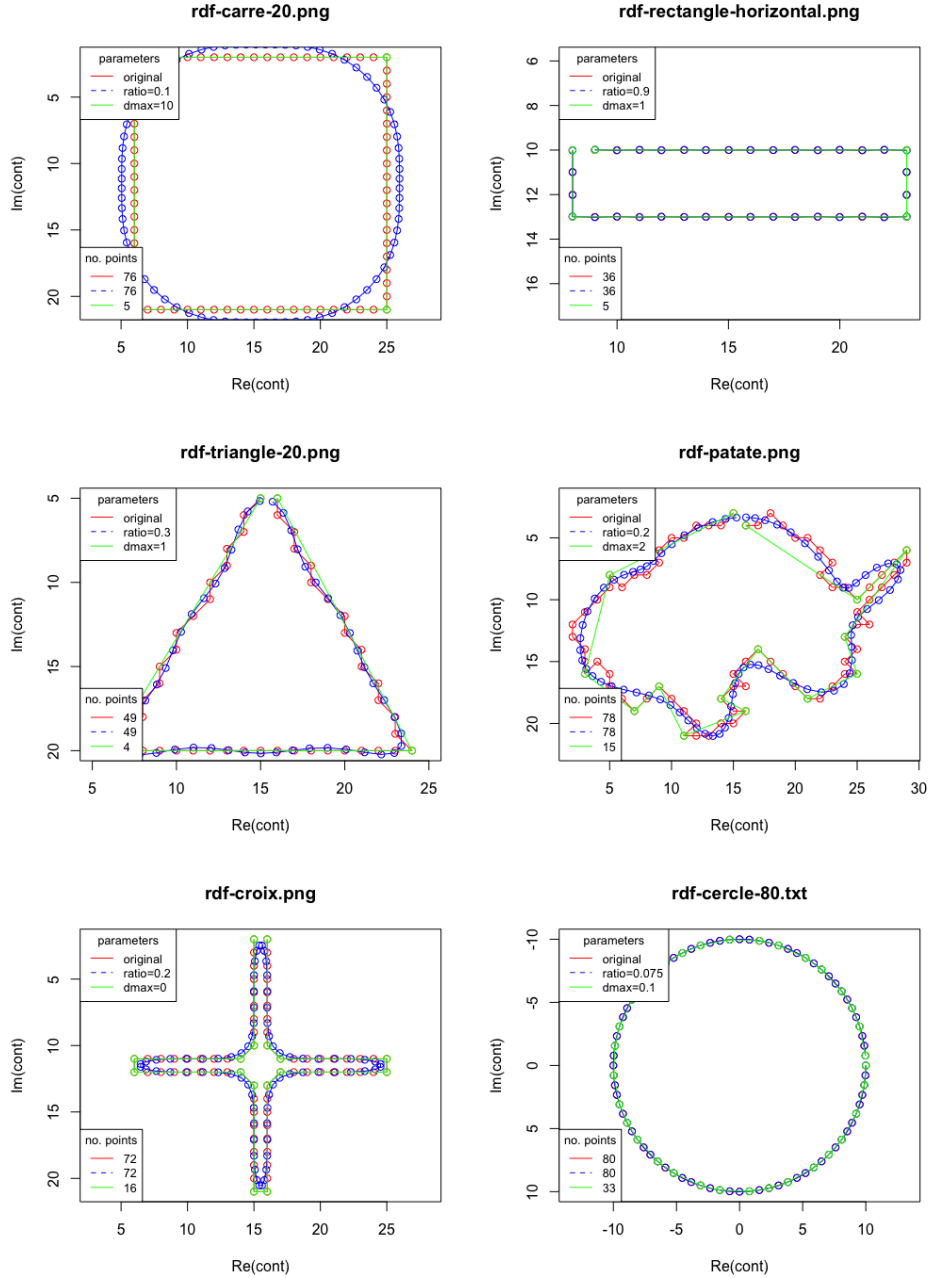 rdf-carre-20.png
parameters
original
ratio=0.1
dmax=10
no. points
76
76
5
Im(cont)
5
10
15
20
5 10 15 20 25
Re(cont)
rdf-rectangle-horizontal.png
parameters
original
ratio=0.9
dmax=1
no. points
36
36
5
Im(cont)
6
8
10
12
14
16
10 15 20
Re(cont)
rdf-triangle-20.png
parameters
original
ratio=0.3
dmax=1
no. points
49
49
4
Im(cont)
5
10
15
20
5 10 15 20 25
Re(cont)
rdf-patate.png
parameters
original
ratio=0.2
dmax=2
no. points
78
78
15
Im(cont)
5
10
15
20
5 10 15 20 25 30
Re(cont)
rdf-croix.png
parameters
original
ratio=0.2
dmax=0
no. points
72
72
16
Im(cont)
5
10
15
20
5 10 15 20 25
Re(cont)
rdf-cercle-80.txt
parameters
original
ratio=0.075
dmax=0.1
no. points
80
80
33
Im(cont)
-10
-5
0
5
10
-10 -5 0 5 10
Re(cont)